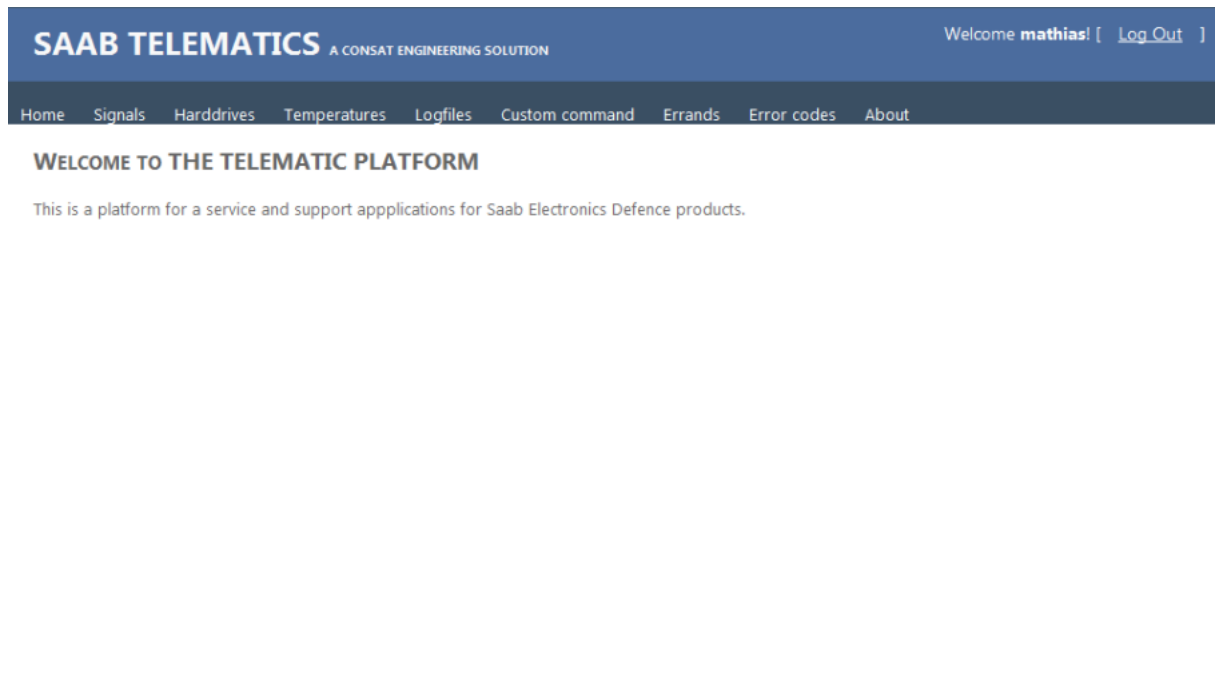 SAAB TELEMATICS A CONSAT ENGINEERING SOLUTION
Welcome mathias! [ Log Out ]
Home Signals Harddrives Temperatures Logfiles Custom command Errands Error codes About
WELCOME TO THE TELEMATIC PLATFORM
This is a platform for a service and support appplications for Saab Electronics Defence products.